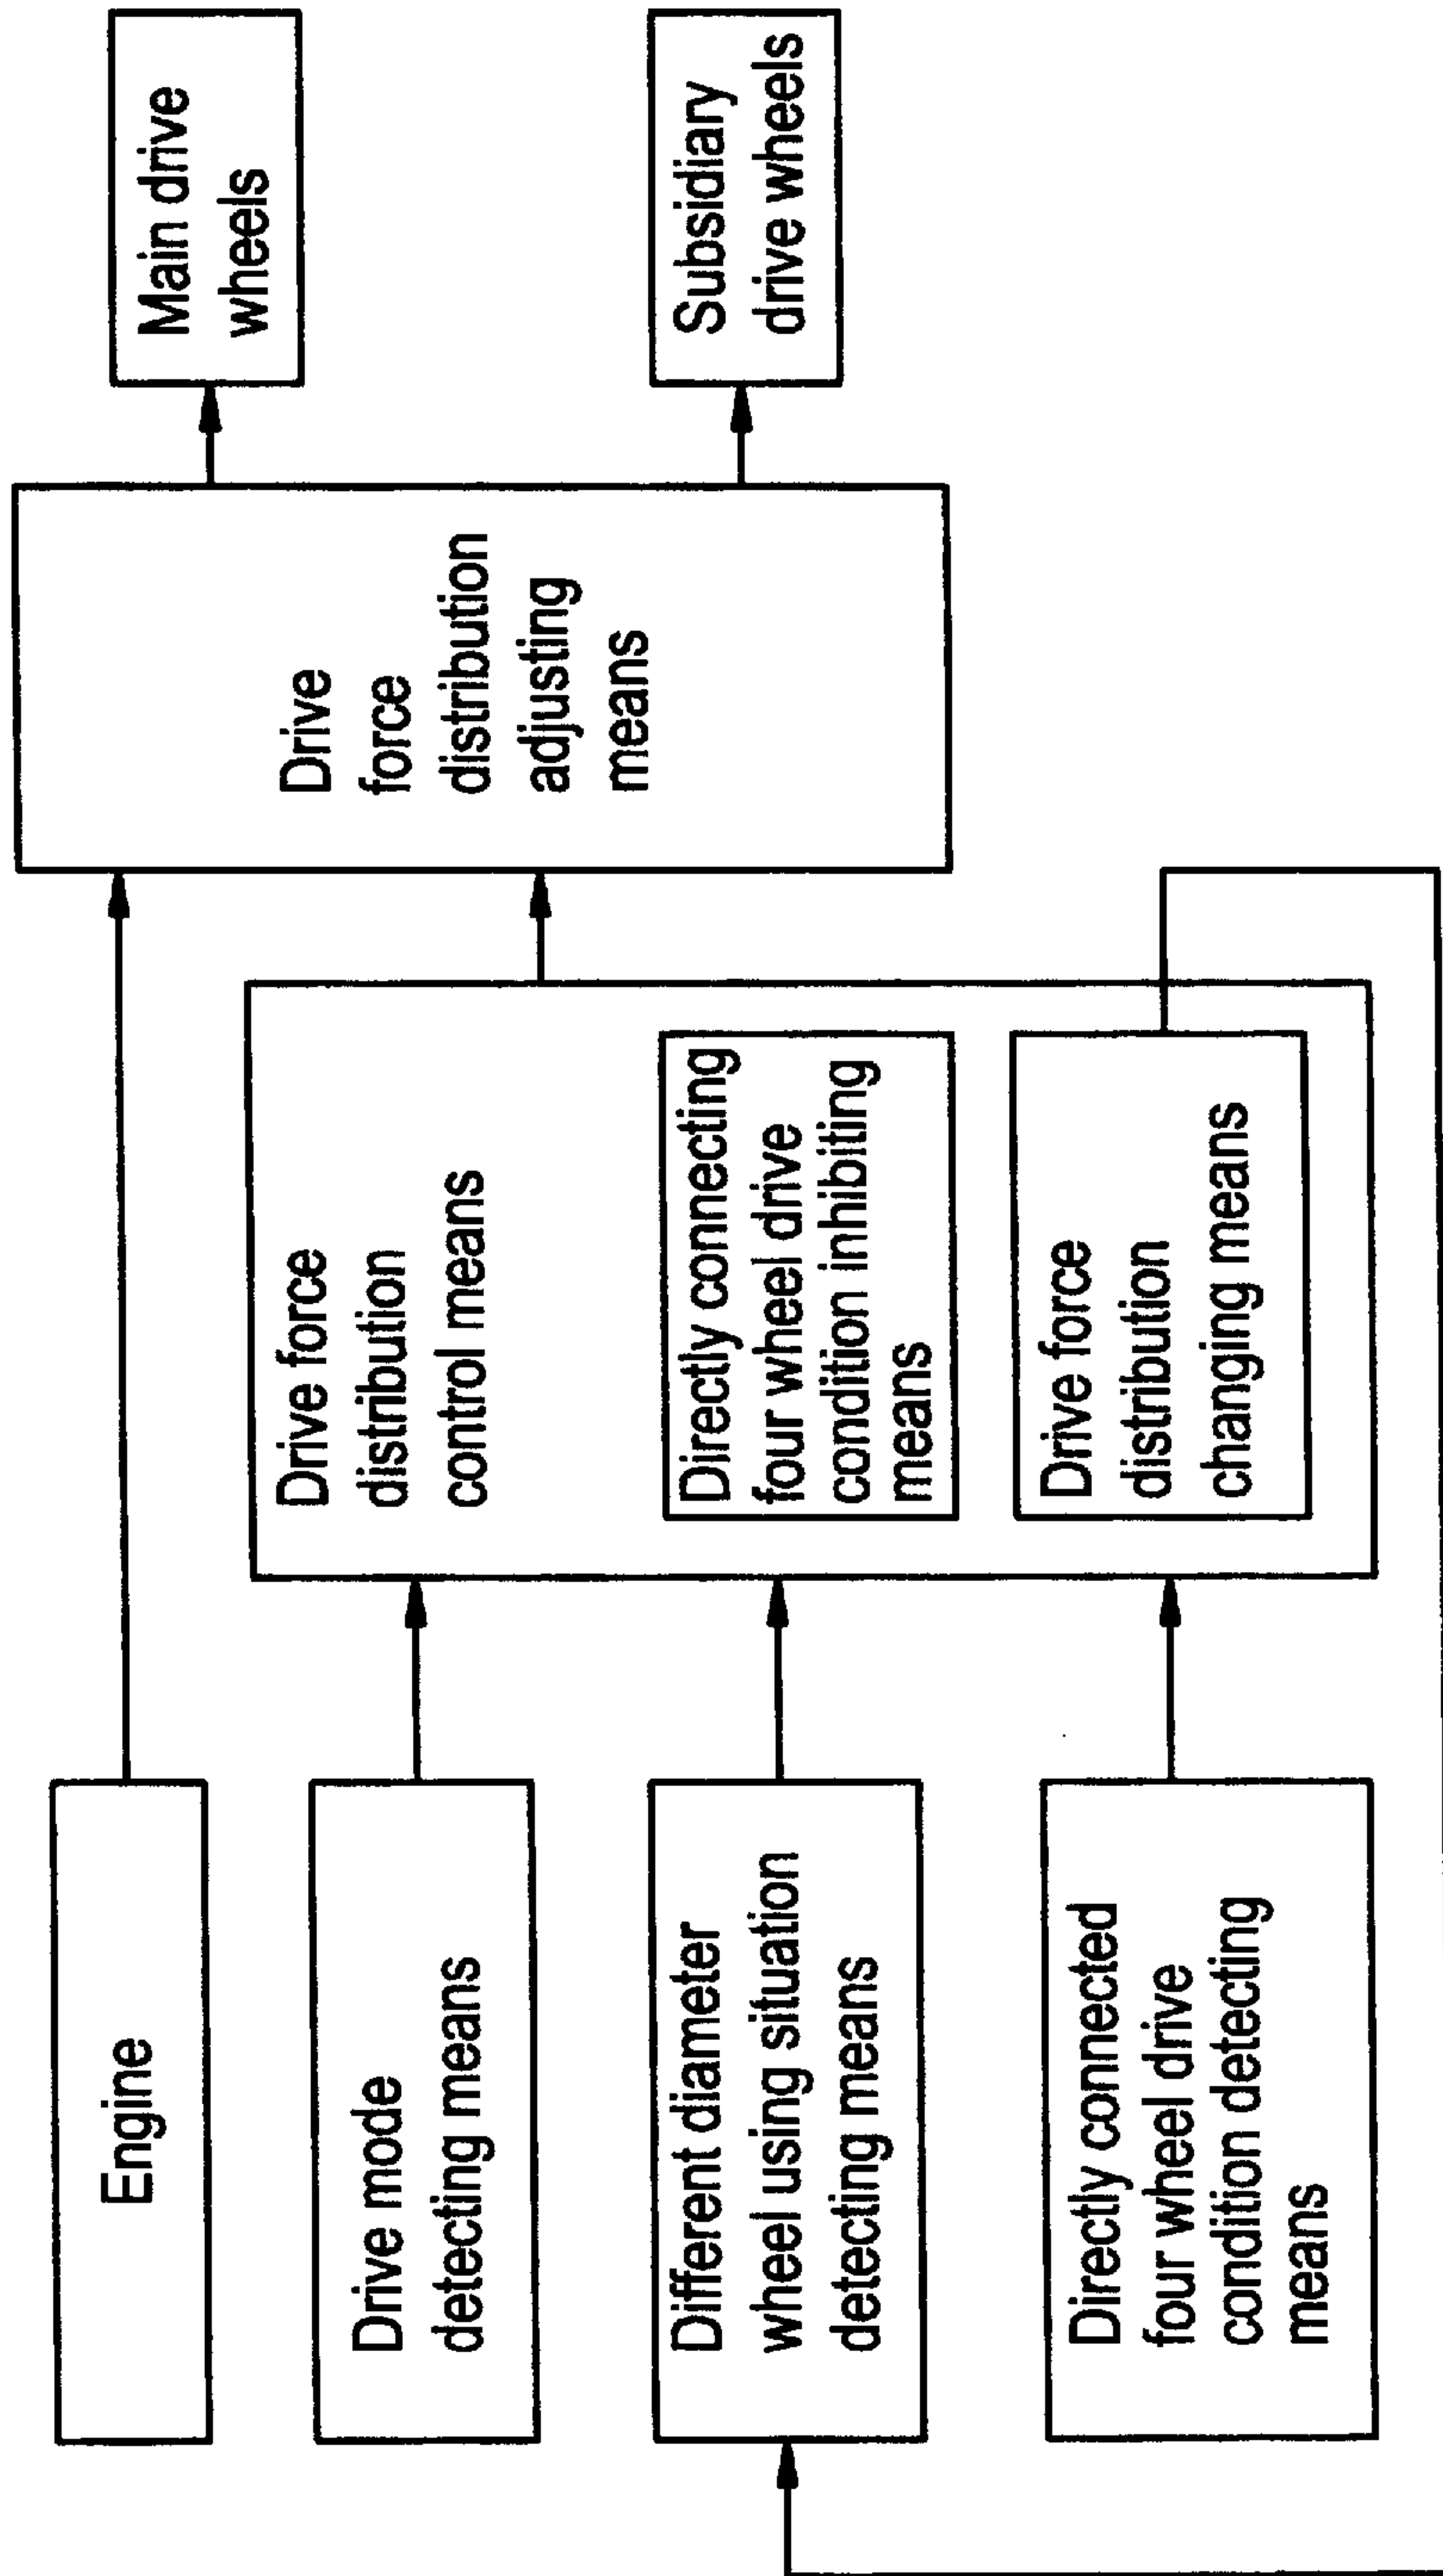 Engine
Drive mode
detecting means
Different diameter
wheel using situation
detecting means
Directly connected
four wheel drive
condition detecting
means
Drive force
distribution
control means
Directly connecting
four wheel drive
condition inhibiting
means
Drive force
distribution
changing means
Drive
force
distribution
adjusting
means
Main drive
wheels
Subsidiary
drive wheels